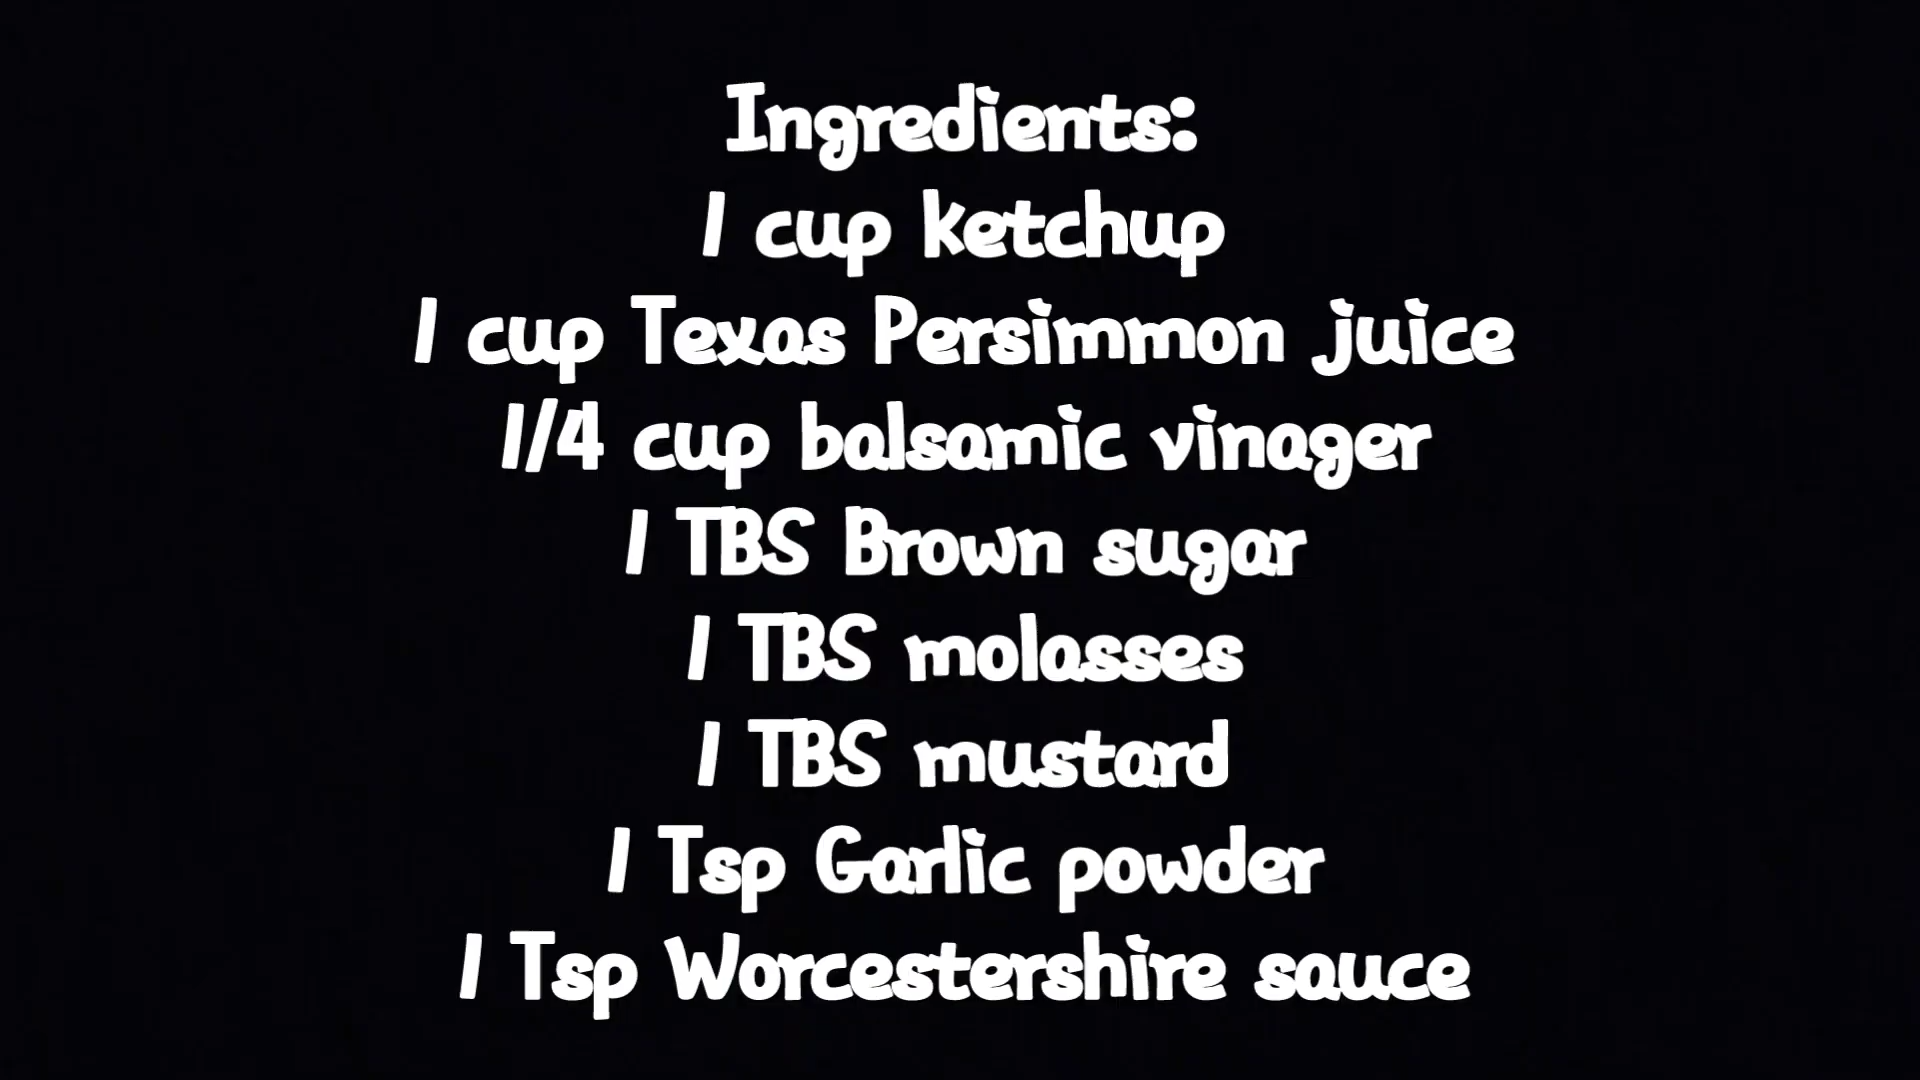 Ingredients:
1 cup ketchup
1 cup Texas Persimmon juice
1/4 cup balsamic vinager
1 TBS Brown sugar
1 TBS molasses
1 TBS mustard
1 Tsp Garlic powder
1 Tsp Worcestershire sauce